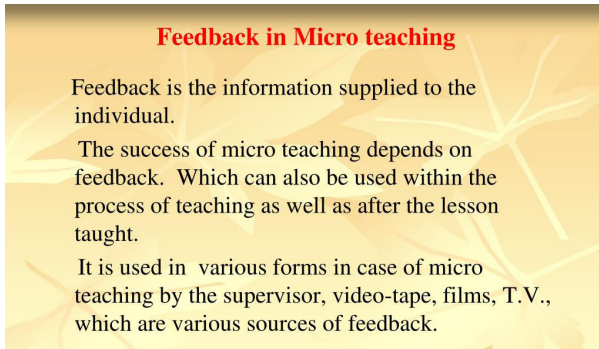 Feedback in Micro teaching
Feedback is the information supplied to the
individual.
The success of micro teaching depends on
feedback.  Which can also be used within the
process of teaching as well as after the lesson
taught.
It is used in  various forms in case of micro
teaching by the supervisor, video-tape, films, T.V.,
which are various sources of feedback.